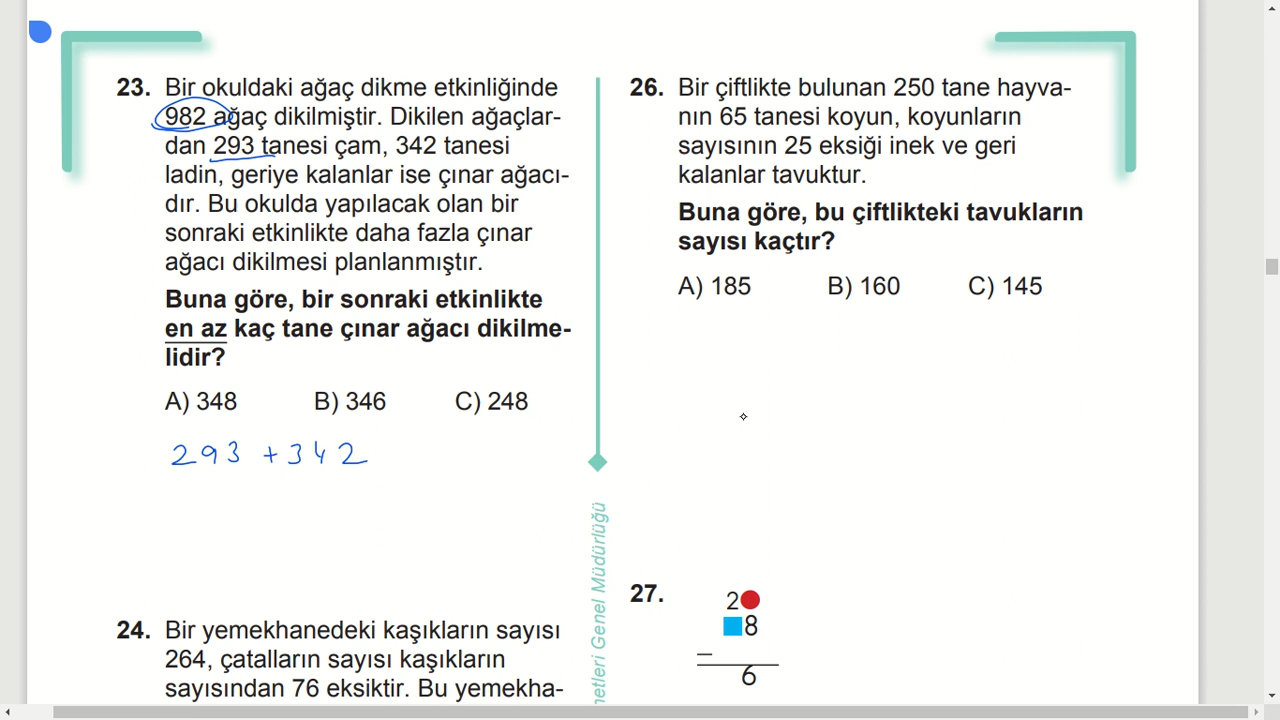 23. Bir okuldaki ağaç dikme etkinliğinde
982 ağaç dikilmiştir. Dikilen ağaçlar-
dan 293 tanesi çam, 342 tanesi
ladin, geriye kalanlar ise çınar ağacı-
dır. Bu okulda yapılacak olan bir
sonraki etkinlikte daha fazla çınar
ağacı dikilmesi planlanmıştır.
Buna göre, bir sonraki etkinlikte
en az kaç tane çınar ağacı dikilme-
lidir?
A) 348 B) 346 C) 248
293 + 342
24. Bir yemekhanedeki kaşıkların sayısı
264, çatalların sayısı kaşıkların
sayısından 76 eksiktir. Bu yemekha-
netleri Genel Müdürlüğü
26. Bir çiftlikte bulunan 250 tane hayva-
nın 65 tanesi koyun, koyunların
sayısının 25 eksiği inek ve geri
kalanlar tavuktur.
Buna göre, bu çiftlikteki tavukların
sayısı kaçtır?
A) 185 B) 160 C) 145
27.
2
8
–
6